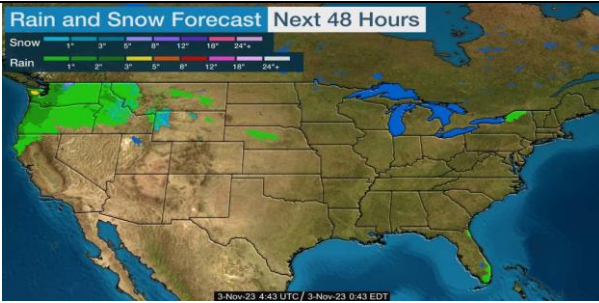 Rain and Snow Forecast Next 48 Hours
Snow 1" 3" 5" 8" 12" 18" 24"+
Rain 1" 2" 3" 5" 8" 12" 18" 24"+
3-Nov-23 4:43 UTC / 3-Nov-23 0:43 EDT